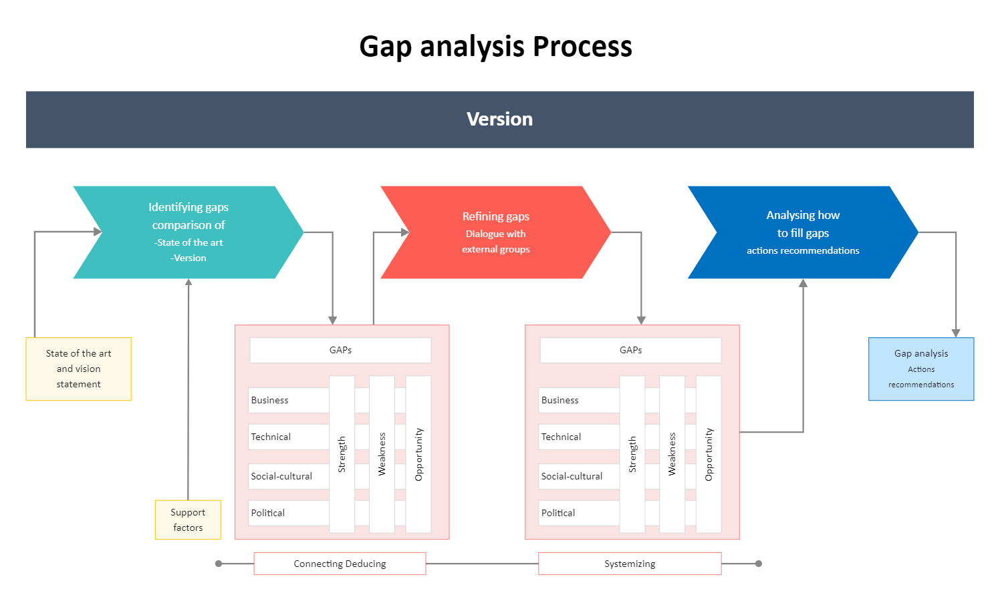 Gap analysis Process
Version
Identifying gaps
comparison of
-State of the art
-Version
Refining gaps
Dialogue with
external groups
Analysing how
to fill gaps
actions recommendations
State of the art
and vision
statement
Support
factors
GAPs
Business
Technical
Social-cultural
Political
Strength
Weakness
Opportunity
GAPs
Business
Technical
Social-cultural
Political
Strength
Weakness
Opportunity
Gap analysis
Actions
recommendations
Connecting Deducing
Systemizing